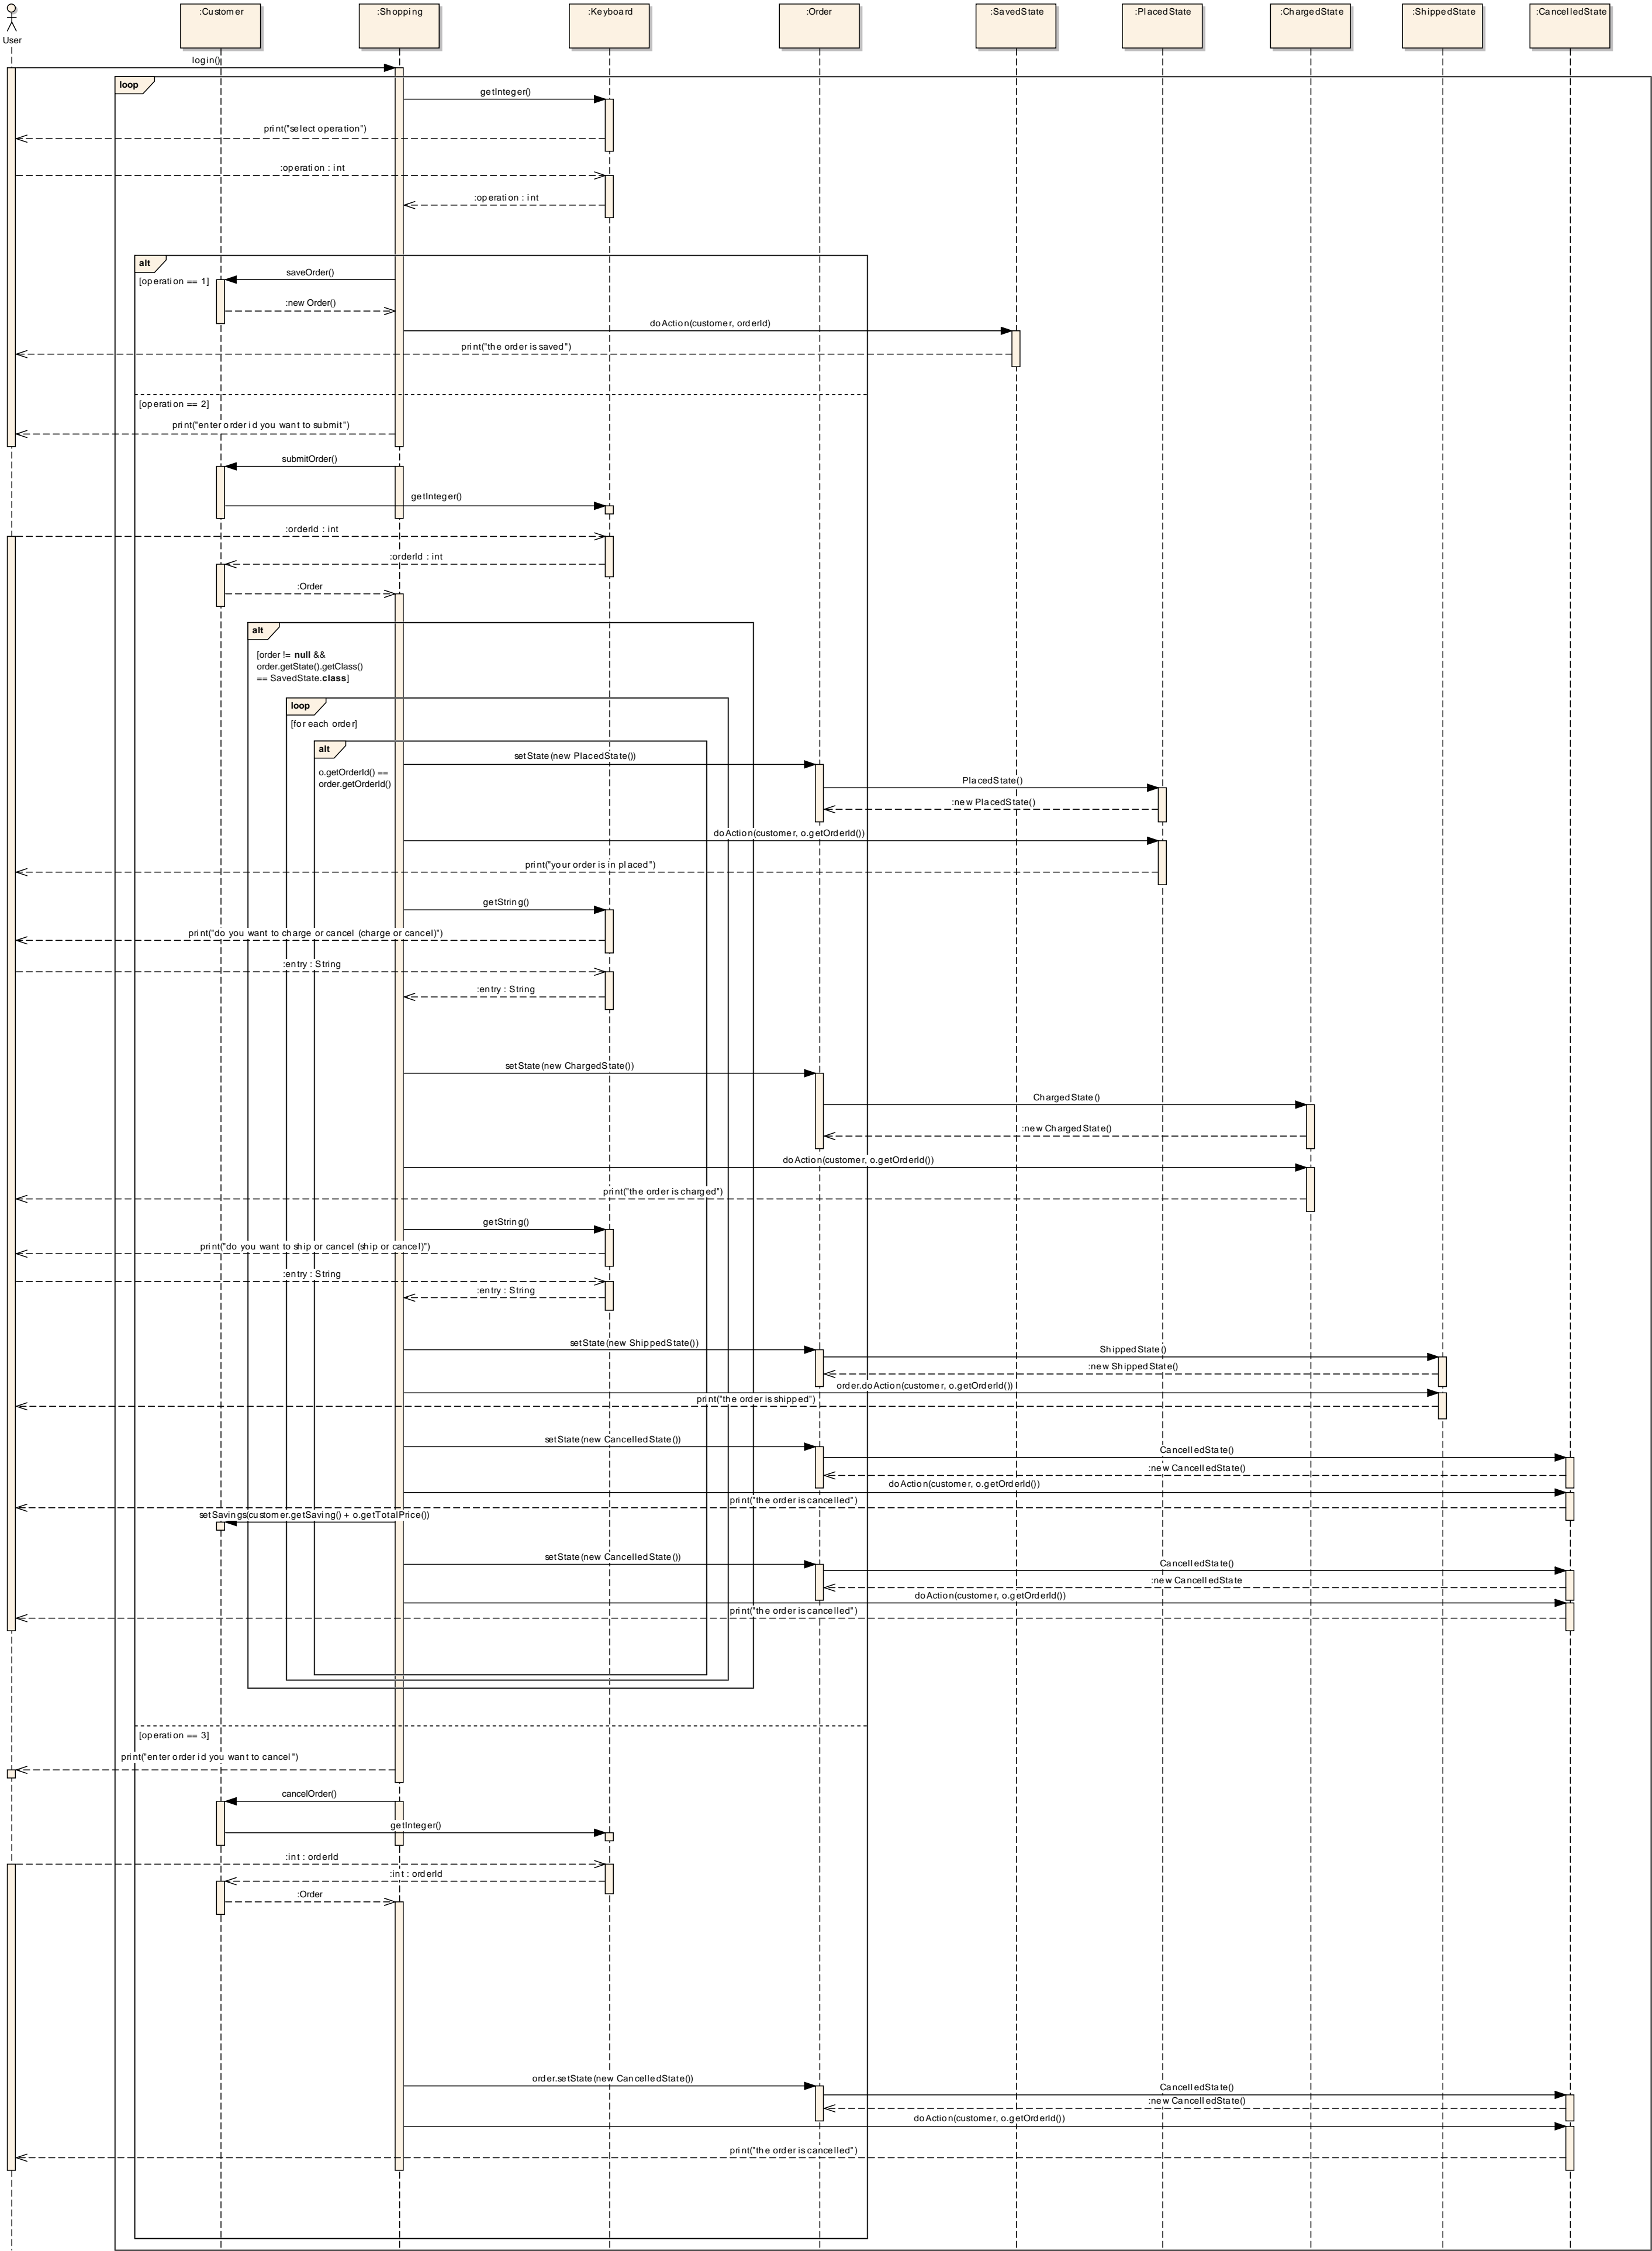 :Customer
:Shopping
:Keyboard
:Order
:SavedState
:PlacedState
:ChargedState
:ShippedState
:CancelledState
User
login()
loop
getInteger()
print("select operation")
:operation : int
:operation : int
alt
[operation == 1]
saveOrder()
:new Order()
doAction(customer, orderId)
print("the order is saved")
[operation == 2]
print("enter order id you want to submit")
submitOrder()
getInteger()
:orderId : int
:orderId : int
:Order
alt
[order != null &&
order.getState().getClass()
== SavedState.class]
loop
[for each order]
alt
o.getOrderId() ==
order.getOrderId()
setState(new PlacedState())
PlacedState()
:new PlacedState()
doAction(customer, o.getOrderId())
print("your order is in placed")
getString()
print("do you want to charge or cancel (charge or cancel)")
:entry : String
:entry : String
setState(new ChargedState())
ChargedState()
:new ChargedState()
doAction(customer, o.getOrderId())
print("the order is charged")
getString()
print("do you want to ship or cancel (ship or cancel)")
:entry : String
:entry : String
setState(new ShippedState())
ShippedState()
:new ShippedState()
order.doAction(customer, o.getOrderId())
print("the order is shipped")
setState(new CancelledState())
CancelledState()
:new CancelledState()
doAction(customer, o.getOrderId())
print("the order is cancelled")
setSavings(customer.getSaving() + o.getTotalPrice())
setState(new CancelledState())
CancelledState()
:new CancelledState
doAction(customer, o.getOrderId())
print("the order is cancelled")
[operation == 3]
print("enter order id you want to cancel")
cancelOrder()
getInteger()
:int : orderId
:int : orderId
:Order
order.setState(new CancelledState())
CancelledState()
:new CancelledState()
doAction(customer, o.getOrderId())
print("the order is cancelled")